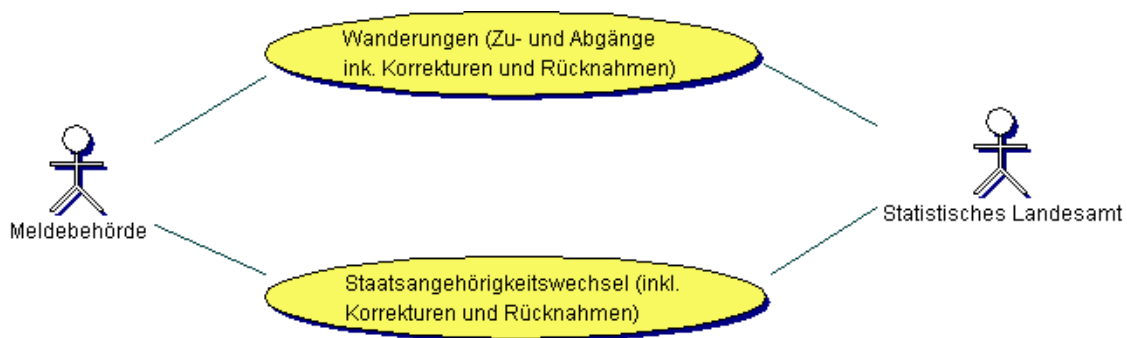 Wanderungen (Zu- und Abgänge
ink. Korrekturen und Rücknahmen)
Meldebehörde
Statistisches Landesamt
Staatsangehörigkeitswechsel (inkl.
Korrekturen und Rücknahmen)